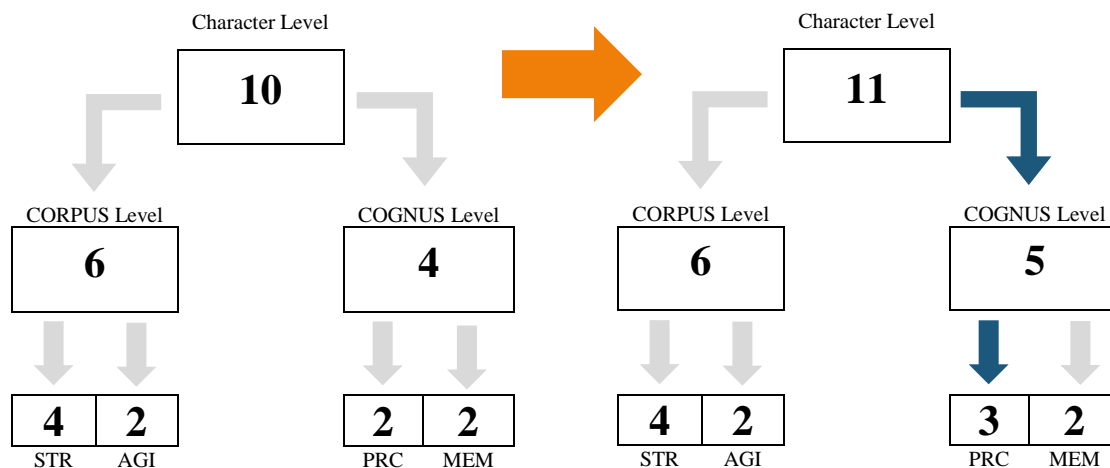 Character Level
10
CORPUS Level
6
COGNUS Level
4
4
2
STR
AGI
2
2
PRC
MEM
Character Level
11
CORPUS Level
6
COGNUS Level
5
4
2
STR
AGI
3
2
PRC
MEM